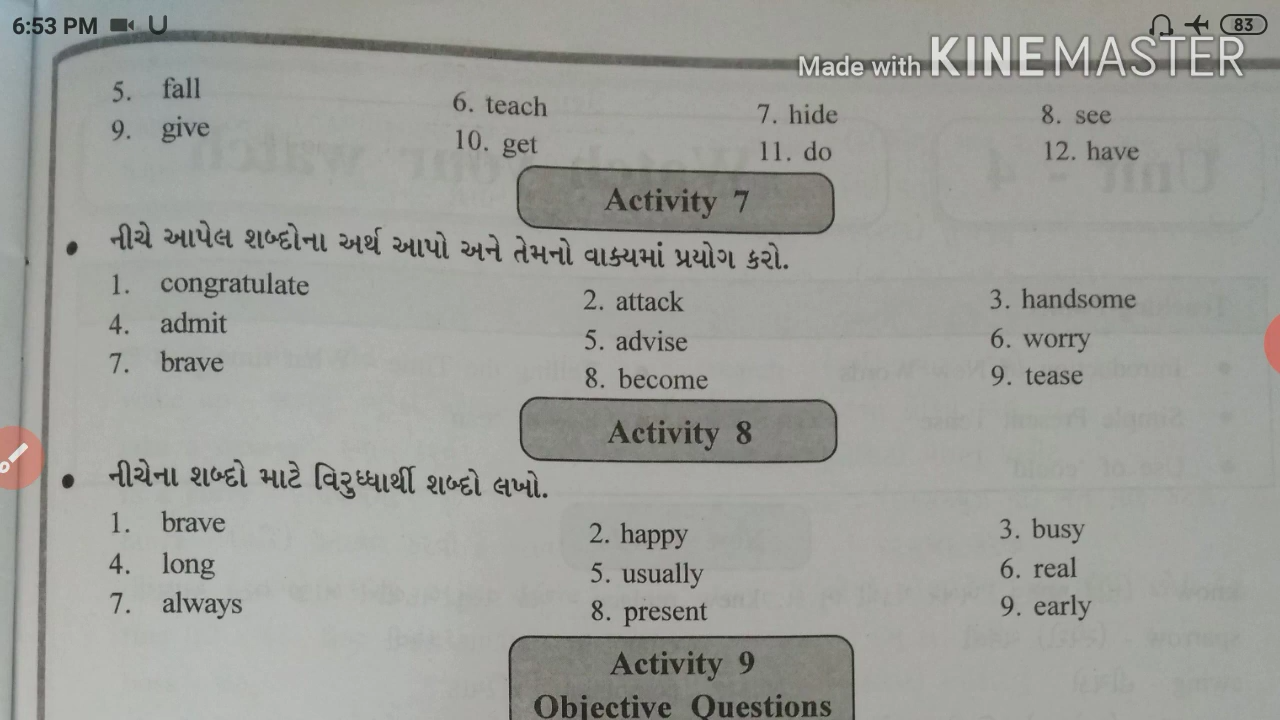 6:53 PM
83
Made with KINEMASTER
5. fall 6. teach 7. hide 8. see
9. give 10. get 11. do 12. have
Activity 7
• નીચે આપેલ શબ્દોના અર્થ આપો અને તેમનો વાક્યમાં પ્રયોગ કરો.
1. congratulate 2. attack 3. handsome
4. admit 5. advise 6. worry
7. brave 8. become 9. tease
Activity 8
• નીચેના શબ્દો માટે વિરુધ્ધાર્થી શબ્દો લખો.
1. brave 2. happy 3. busy
4. long 5. usually 6. real
7. always 8. present 9. early
Activity 9
Objective Questions